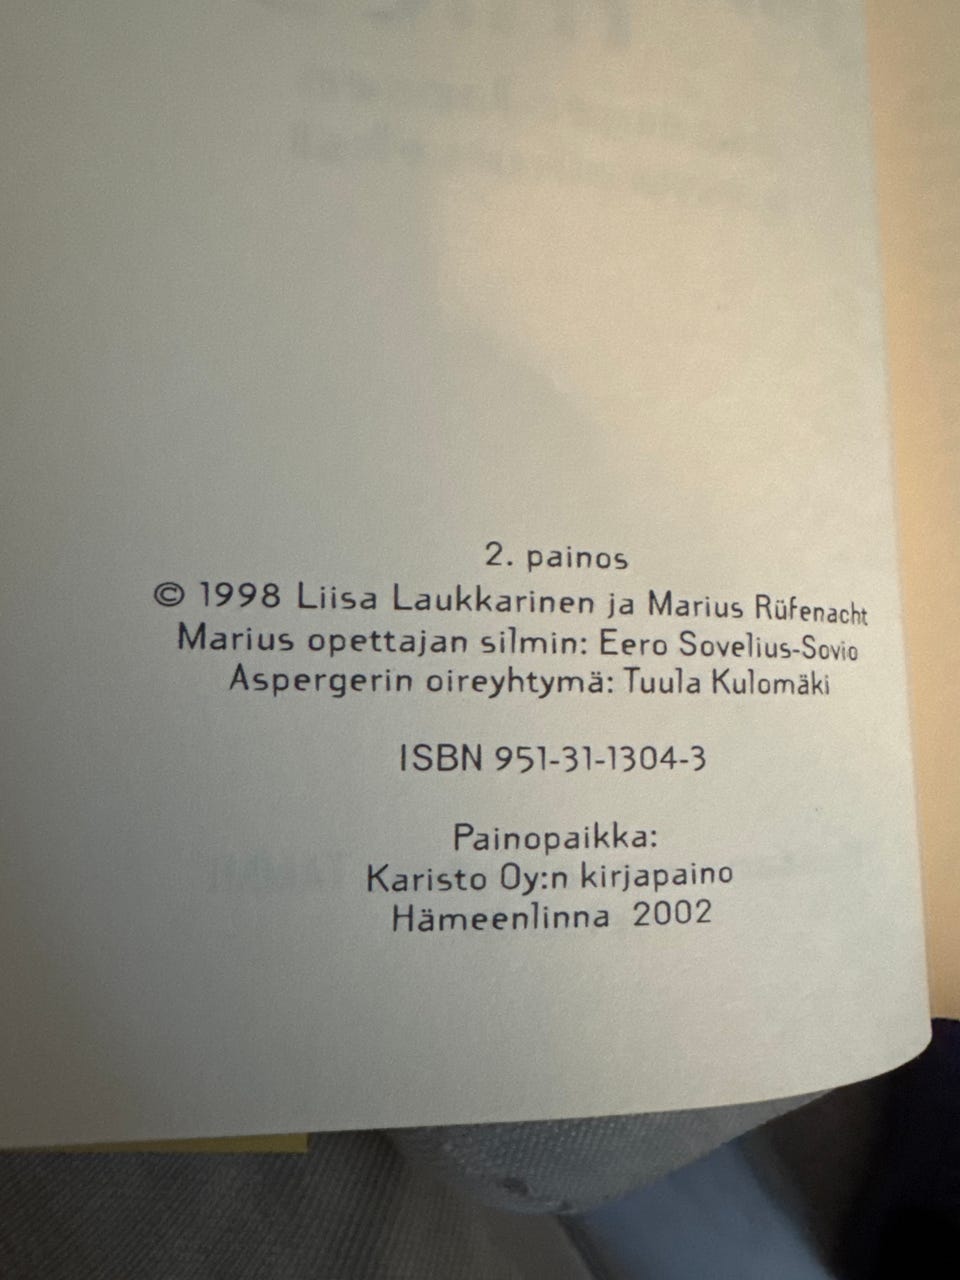 2. painos
© 1998 Liisa Laukkarinen ja Marius Rüfenacht
Marius opettajan silmin: Eero Sovelius-Sovio
Aspergerin oireyhtymä: Tuula Kulomäki
ISBN 951-31-1304-3
Painopaikka:
Karisto Oy:n kirjapaino
Hämeenlinna 2002